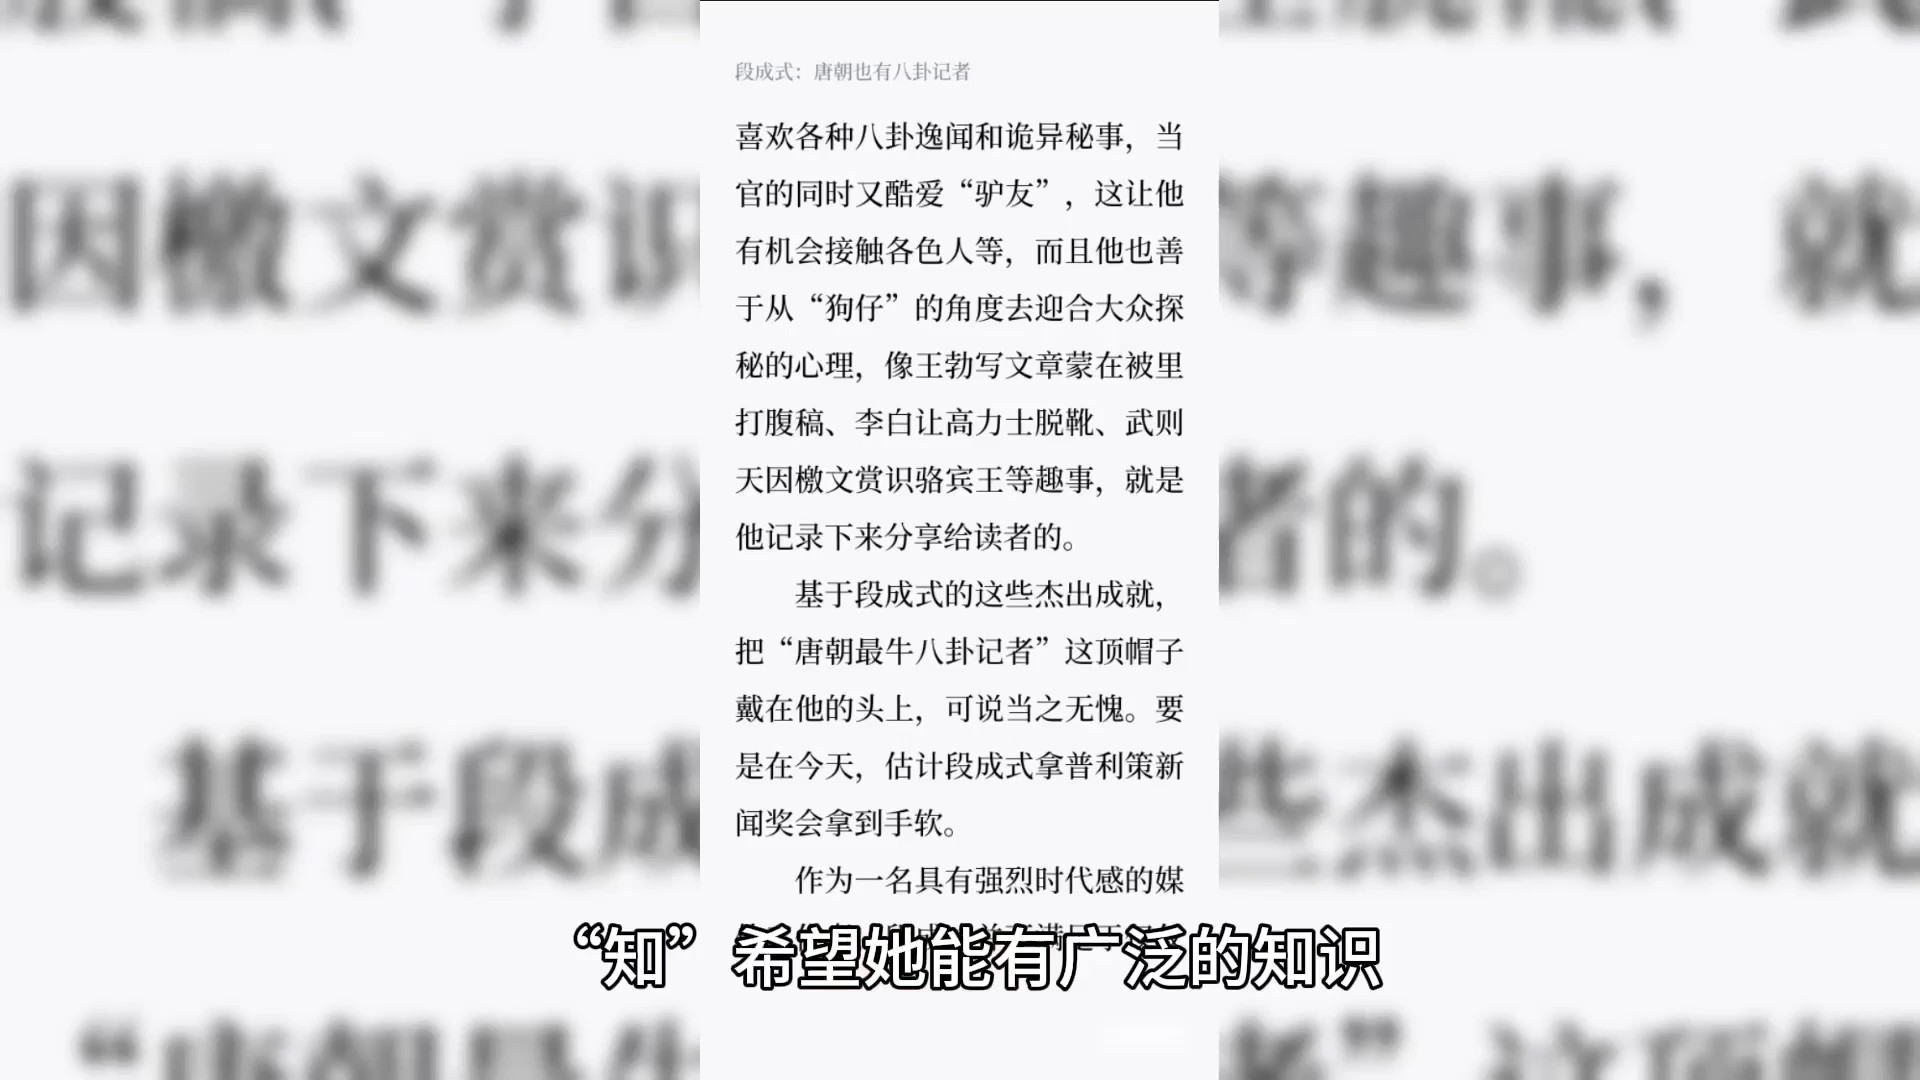 段成式：唐朝也有八卦记者
喜欢各种八卦逸闻和诡异秘事，当
官的同时又酷爱“驴友”，这让他
有机会接触各色人等，而且他也善
于从“狗仔”的角度去迎合大众探
秘的心理，像王勃写文章蒙在被里
打腹稿、李白让高力士脱靴、武则
天因檄文赏识骆宾王等趣事，就是
他记录下来分享给读者的。
基于段成式的这些杰出成就，
把“唐朝最牛八卦记者”这顶帽子
戴在他的头上，可说当之无愧。要
是在今天，估计段成式拿普利策新
闻奖会拿到手软。
作为一名具有强烈时代感的媒
“知”希望她能有广泛的知识